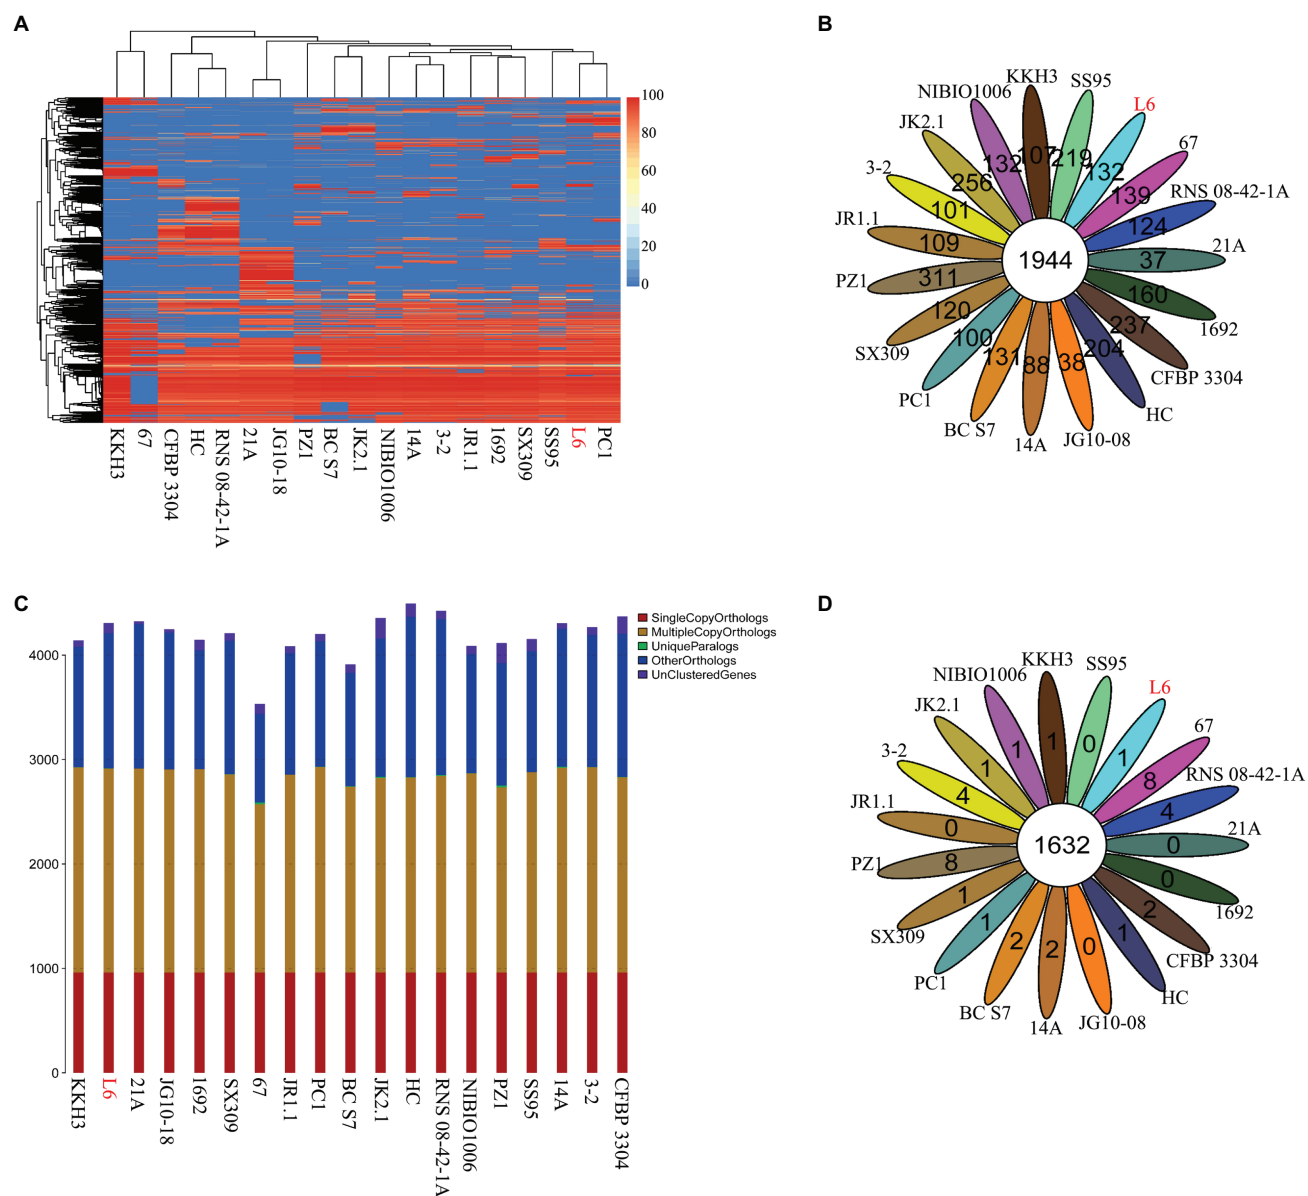 A
100
80
60
40
20
0
KKH3
67
CFBP 3304
HC
RNS 08-42-1A
21A
JG10-18
PZ1
BC S7
JX2.1
NIBIO1006
14A
3-2
JR1.1
1692
SX309
SS95
L6
PC1
B
KKH3
SS95
L6
67
RNS 08-42-1A
21A
1692
CFBP 3304
HC
JG10-08
14A
BC S7
PC1
SX309
PZ1
JR1.1
3-2
JK2.1
NIBIO1006
107
219
132
139
124
37
160
237
204
38
88
131
100
120
311
109
101
256
132
1944
C
4000
3000
2000
1000
0
KKH3
L6
21A
JG10-18
1692
SX309
67
JR1.1
PC1
BC S7
JK2.1
HC
RNS 08-42-1A
NIBIO1006
PZ1
SS95
14A
3-2
CFBP 3304
SingleCopyOrthologs
MultipleCopyOrthologs
UniqueParalogs
OtherOrthologs
UnClusteredGenes
D
KKH3
SS95
L6
67
RNS 08-42-1A
21A
1692
CFBP 3304
HC
JG10-08
14A
BC S7
PC1
SX309
PZ1
JR1.1
3-2
JK2.1
NIBIO1006
1
0
1
8
4
0
0
2
1
0
2
2
1
1
8
0
4
1
1
1632